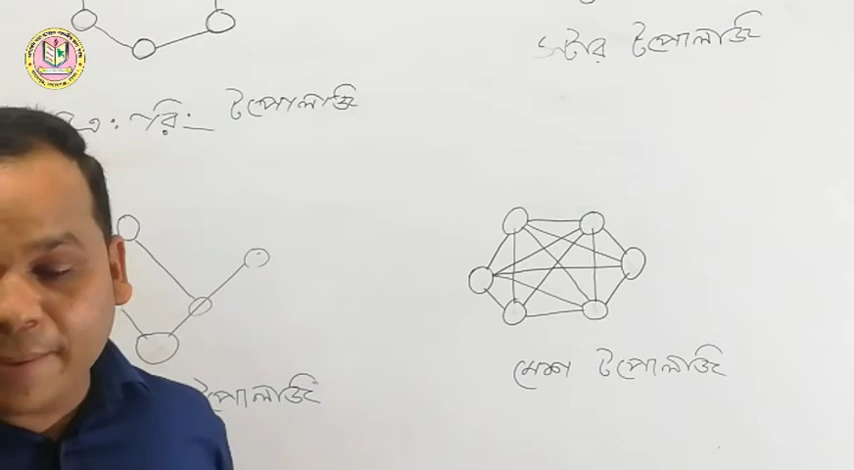 স্টার টপোলজি
চিত্র: রিং টপোলজি
টপোলজি
মেশ টপোলজি